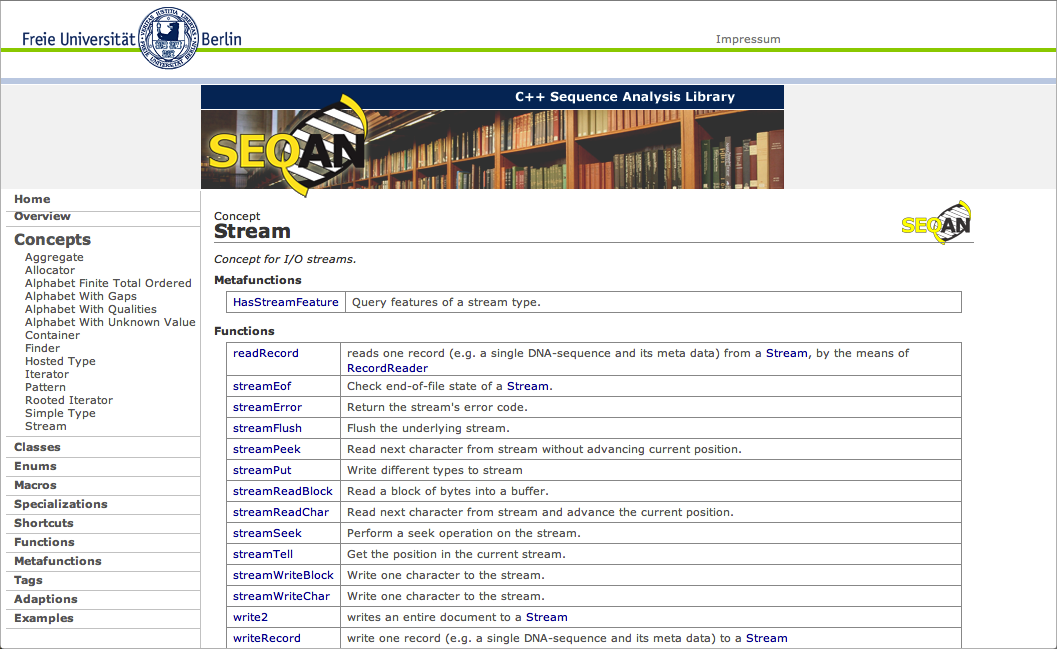 Freie Universität Berlin
Impressum
C++ Sequence Analysis Library
SEQAN
Home
Overview
Concepts
Aggregate
Allocator
Alphabet Finite Total Ordered
Alphabet With Gaps
Alphabet With Qualities
Alphabet With Unknown Value
Container
Finder
Hosted Type
Iterator
Pattern
Rooted Iterator
Simple Type
Stream
Classes
Enums
Macros
Specializations
Shortcuts
Functions
Metafunctions
Tags
Adaptions
Examples
Concept
Stream
SEQAN
Concept for I/O streams.
Metafunctions
HasStreamFeature Query features of a stream type.
Functions
readRecord reads one record (e.g. a single DNA-sequence and its meta data) from a Stream, by the means of
RecordReader
streamEof Check end-of-file state of a Stream.
streamError Return the stream's error code.
streamFlush Flush the underlying stream.
streamPeek Read next character from stream without advancing current position.
streamPut Write different types to stream
streamReadBlock Read a block of bytes into a buffer.
streamReadChar Read next character from stream and advance the current position.
streamSeek Perform a seek operation on the stream.
streamTell Get the position in the current stream.
streamWriteBlock Write one character to the stream.
streamWriteChar Write one character to the stream.
write2 writes an entire document to a Stream
writeRecord write one record (e.g. a single DNA-sequence and its meta data) to a Stream